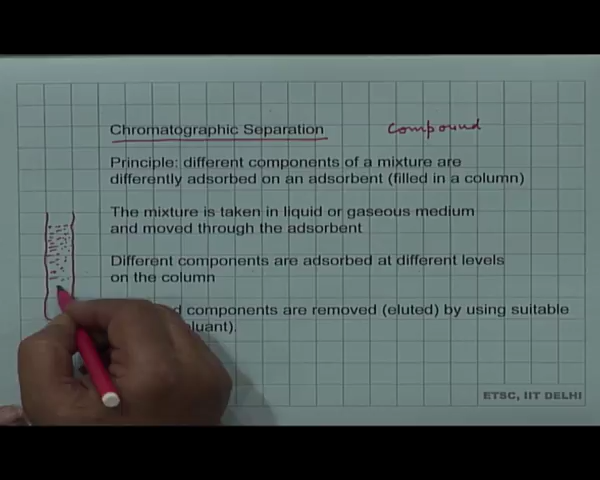 Chromatographic Separation compound
Principle: different components of a mixture are
differently adsorbed on an adsorbent (filled in a column)
The mixture is taken in liquid or gaseous medium
and moved through the adsorbent
Different components are adsorbed at different levels
on the column
components are removed (eluted) by using suitable
ETSC, IIT DELHI